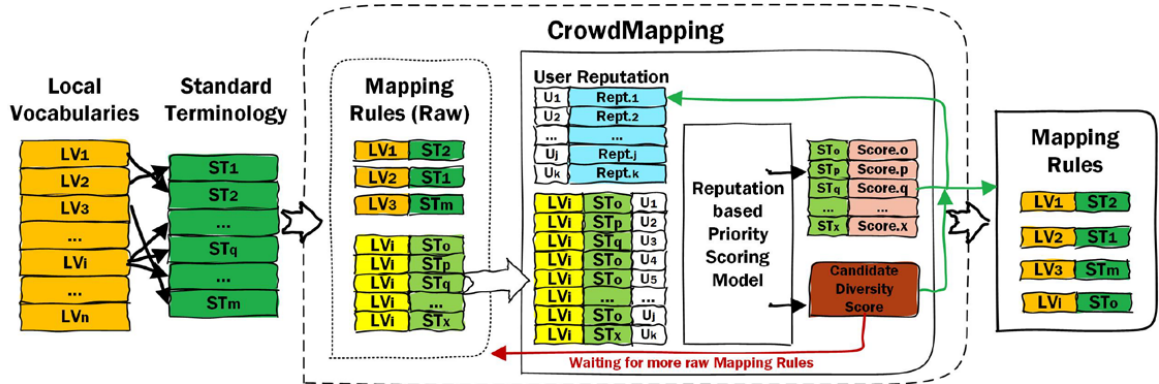 CrowdMapping
Local
Vocabularies
LV1
LV2
LV3
...
LVi
...
LVn
Standard
Terminology
ST1
ST2
...
STq
...
STm
Mapping
Rules (Raw)
LV1 ST2
LV2 ST1
LV3 STm
LVi STo
LVi STp
LVi STq
LVi ...
LVi STx
User Reputation
U1 Rept.1
U2 Rept.2
... ...
Uj Rept.j
Uk Rept.k
LVi STo U1
LVi STp U2
LVi STq U3
LVi STo U4
LVi STo U5
LVi ... ...
LVi STo Uj
LVi STx Uk
Reputation
based
Priority
Scoring
Model
STo Score.o
STp Score.p
STq Score.q
... ...
STx Score.x
Candidate
Diversity
Score
Waiting for more raw Mapping Rules
Mapping
Rules
LV1 ST2
LV2 ST1
LV3 STm
LVi STo